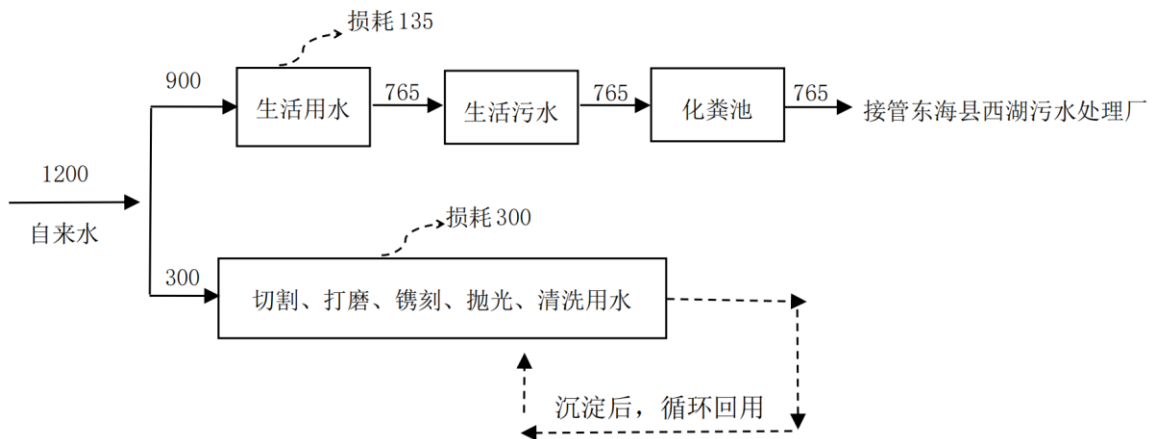 损耗135
900
生活用水
765
生活污水
765
化粪池
765
接管东海县西湖污水处理厂
1200
自来水
损耗300
300
切割、打磨、镌刻、抛光、清洗用水
沉淀后，循环回用